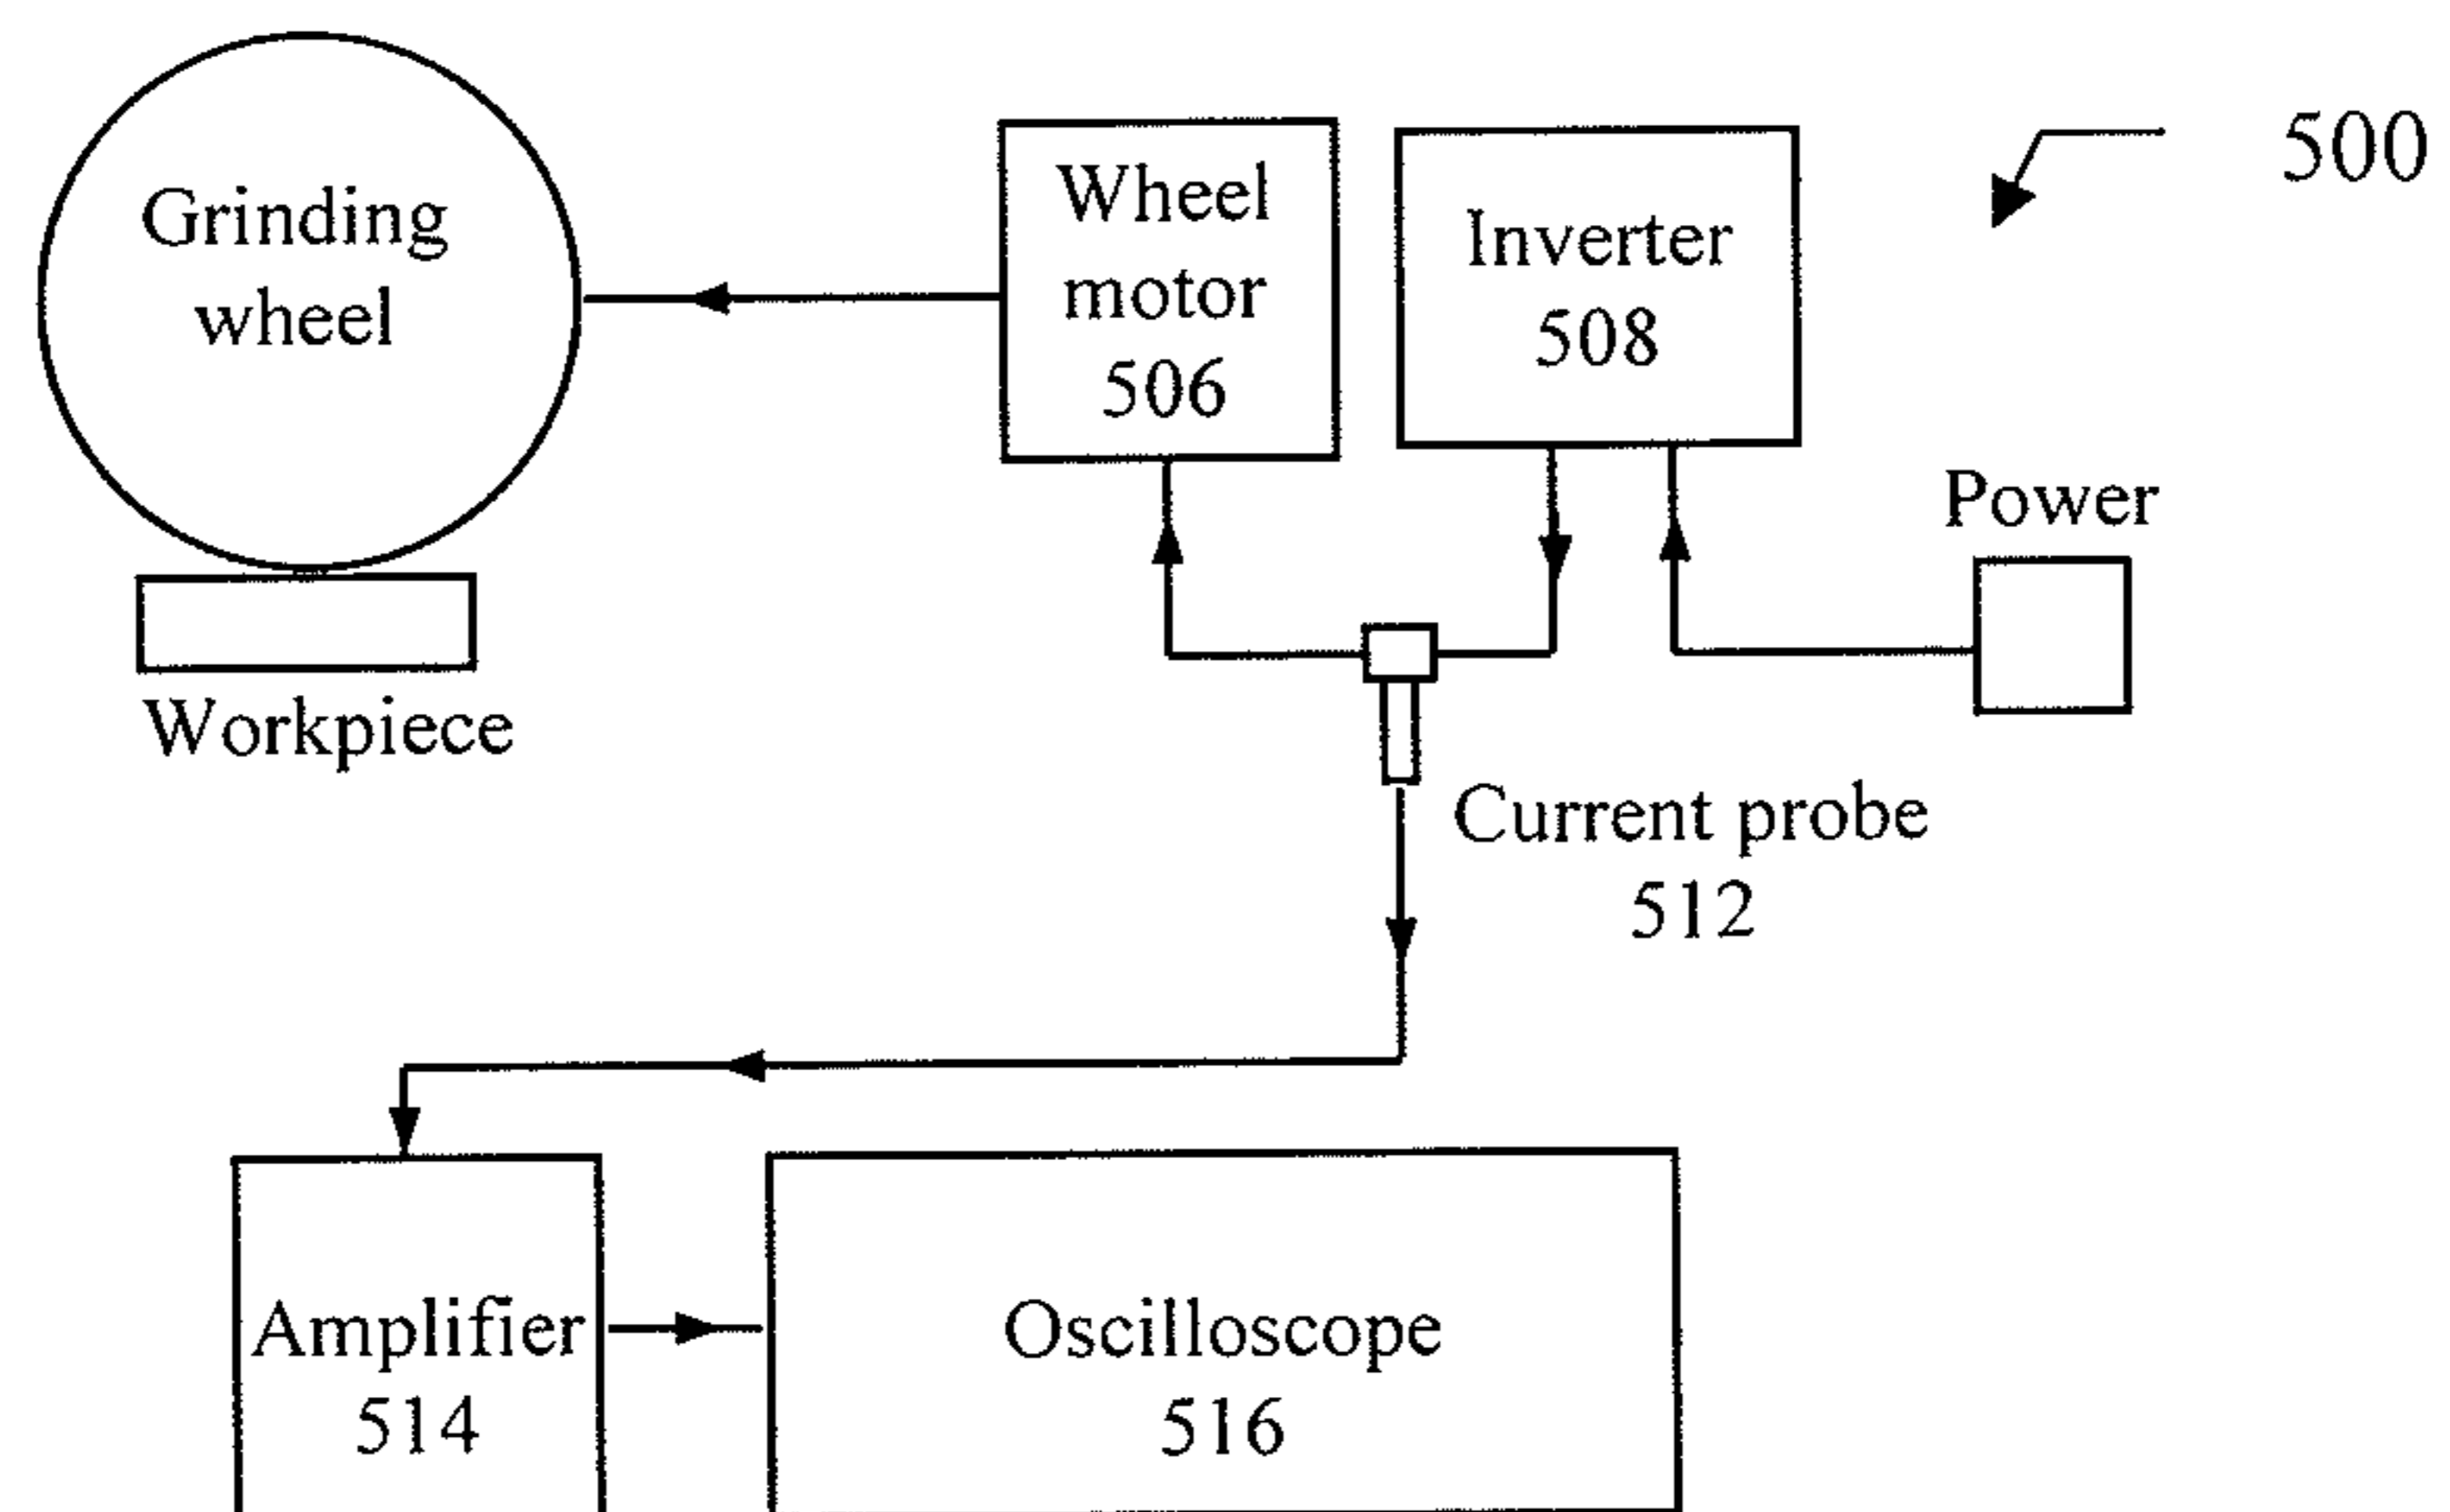 Grinding
wheel
Wheel
motor
506
Inverter
508
500
Power
Workpiece
Current probe
512
Amplifier
514
Oscilloscope
516